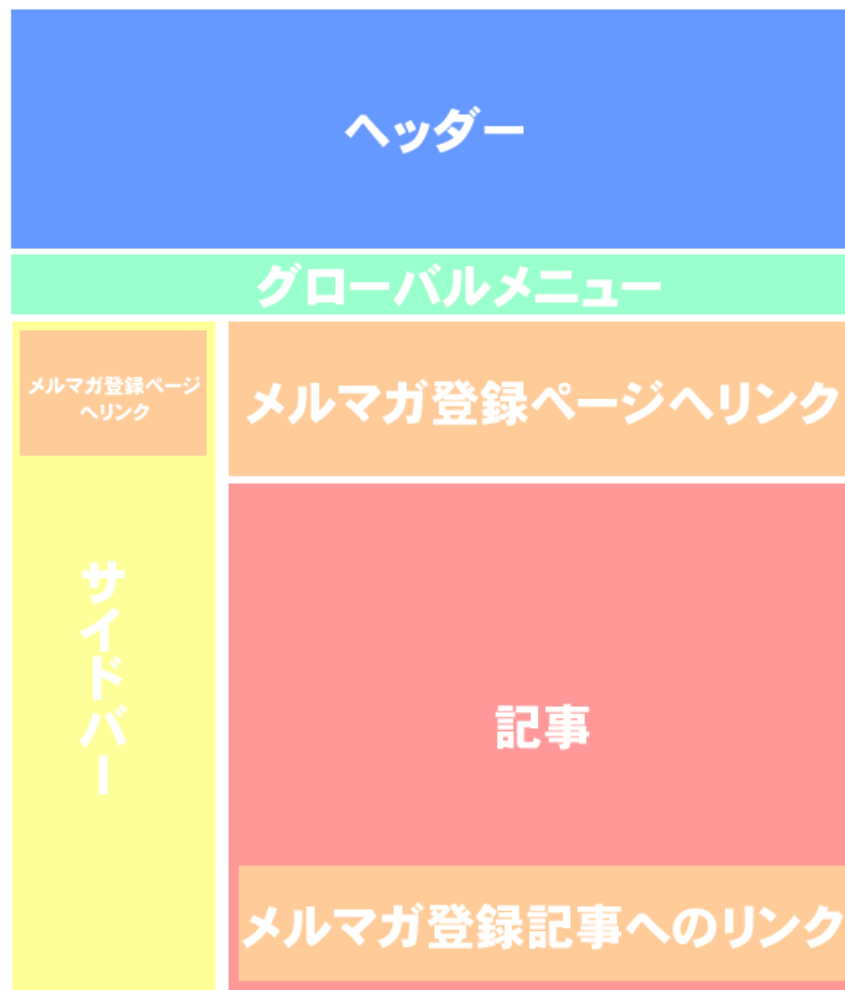 ヘッダー
グローバルメニュー
メルマガ登録ページ
へリンク
メルマガ登録ページへリンク
サイドバー
記事
メルマガ登録記事へのリンク